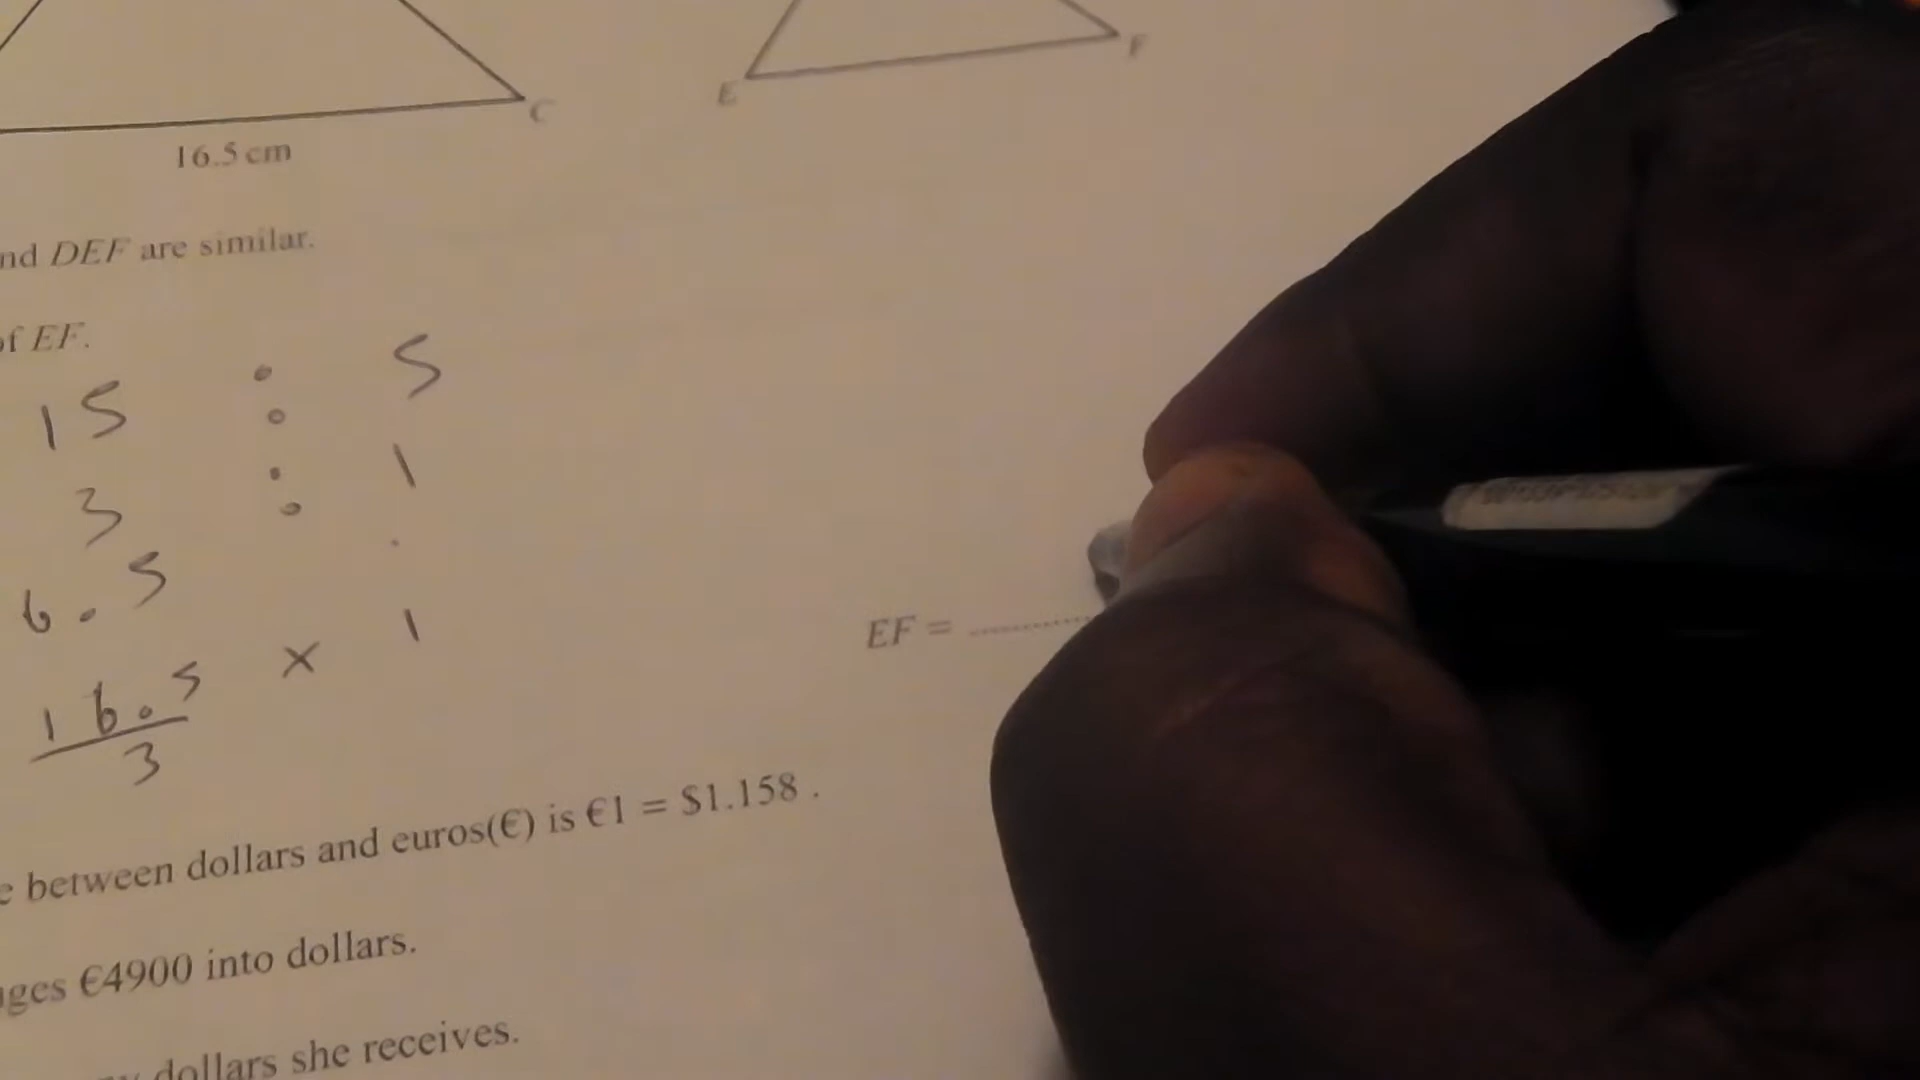 C
E
F
16.5 cm
nd DEF are similar.
of EF.
15 : 5
3 : 1
6.5
16.5 × 1
3
EF = ..........
e between dollars and euros(€) is €1 = $1.158 .
ges €4900 into dollars.
dollars she receives.